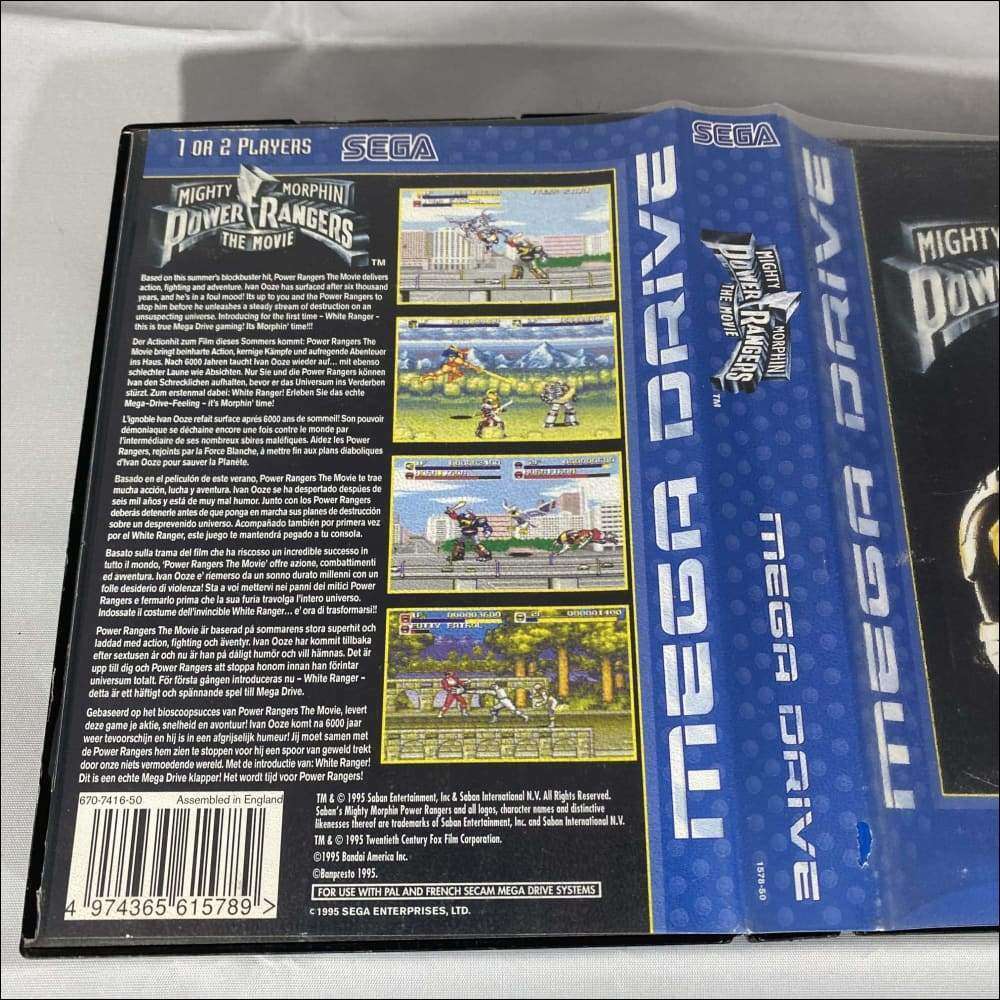 1 OR 2 PLAYERS SEGA
MIGHTY MORPHIN
POWER RANGERS
THE MOVIE
TM
Based on this summer's blockbuster hit, Power Rangers The Movie delivers
action, fighting and adventure. Ivan Ooze has surfaced after six thousand
years, and he's in a foul mood! Its up to you and the Power Rangers to
stop him before he unleashes a steady stream of destruction on an
unsuspecting universe. Introducing for the first time – White Ranger –
this is true Mega Drive gaming! Its Morphin' time!!!
Der Actionhit zum Film dieses Sommers kommt: Power Rangers The
Movie bringt beinharte Action, kernige Kämpfe und aufregende Abenteuer
ins Haus. Nach 6000 Jahren taucht Ivan Ooze wieder auf... mit ebenso
schlechter Laune wie Absichten. Nur Sie und die Power Rangers können
Ivan den Schrecklichen aufhalten, bevor er das Universum ins Verderben
stürzt. Zum erstenmal dabei: White Ranger! Erleben Sie das echte
Mega-Drive-Feeling – it's Morphin' time!
L'ignoble Ivan Ooze refait surface aprés 6000 ans de sommeil! Son pouvoir
démoniaque se déchaine encore une fois contre le monde par
l'intermédiaire de ses nombreux sbires maléfiques. Aidez les Power
Rangers, rejoints par la Force Blanche, à mettre fin aux plans diaboliques
d'Ivan Ooze pour sauver la Planète.
Basado en el película de este verano, Power Rangers The Movie te trae
mucha acción, lucha y aventura. Ivan Ooze se ha despertado despúes de
seis mil años y está de muy mal humor. Junto con los Power Rangers
deberás detenerle antes de que ponga en marcha sus planes de destrucción
sobre un desprevenido universo. Acompañado también por primera vez
por el White Ranger, este juego te mantendrá pegado a tu consola.
Basato sulla trama del film che ha riscosso un incredible successo in
tutto il mondo, 'Power Rangers The Movie' offre azione, combattimenti
ed avventura. Ivan Ooze e' riemerso da un sonno durato millenni con un
folle desiderio di violenza! Sta a voi mettervi nei panni dei mitici Power
Rangers e fermarlo prima che la sua furia travolga l'intero universo.
Indossate il costume dell'invincible White Ranger... e' ora di trasformarsi!!
Power Rangers The Movie är baserad på sommarens stora superhit och
laddad med action, fighting och äventyr. Ivan Ooze har kommit tillbaka
efter sextusen år och nu är han på dåligt humör och vill hämnas. Det är
upp till dig och Power Rangers att stoppa honom innan han förintar
universum totalt. För första gången introduceras nu – White Ranger –
detta är ett häftigt och spännande spel till Mega Drive.
Gebaseerd op het bioscoopsucces van Power Rangers The Movie, levert
deze game je aktie, snelheid en avontuur! Ivan Ooze komt na 6000 jaar
weer tevoorschijn en hij is in een afgrijselijk humeur! Jij moet samen met
de Power Rangers hem zien te stoppen voor hij een spoor van geweld trekt
door onze niets vermoedende wereld. Met de introductie van: White Ranger!
Dit is een echte Mega Drive klapper! Het wordt tijd voor Power Rangers!
670-7416-50 Assembled in England
4 974365 615789 >
TM & © 1995 Saban Entertainment, Inc & Saban International N.V. All Rights Reserved.
Saban's Mighty Morphin Power Rangers and all logos, character names and distinctive
likenesses thereof are trademarks of Saban Entertainment, Inc. and Saban International N.V.
TM & © 1995 Twentieth Century Fox Film Corporation.
©1995 Bandai America Inc.
©Banpresto 1995.
FOR USE WITH PAL AND FRENCH SECAM MEGA DRIVE SYSTEMS
© 1995 SEGA ENTERPRISES, LTD.
1P 000003600 2P 000001400
PUTTY PATROL
MEGA DRIVE
SEGA
MIGHTY MORPHIN
POWER RANGERS
THE MOVIE
TM
MEGA DRIVE
1578-50
MEGA DRIVE
MIGHTY
POW